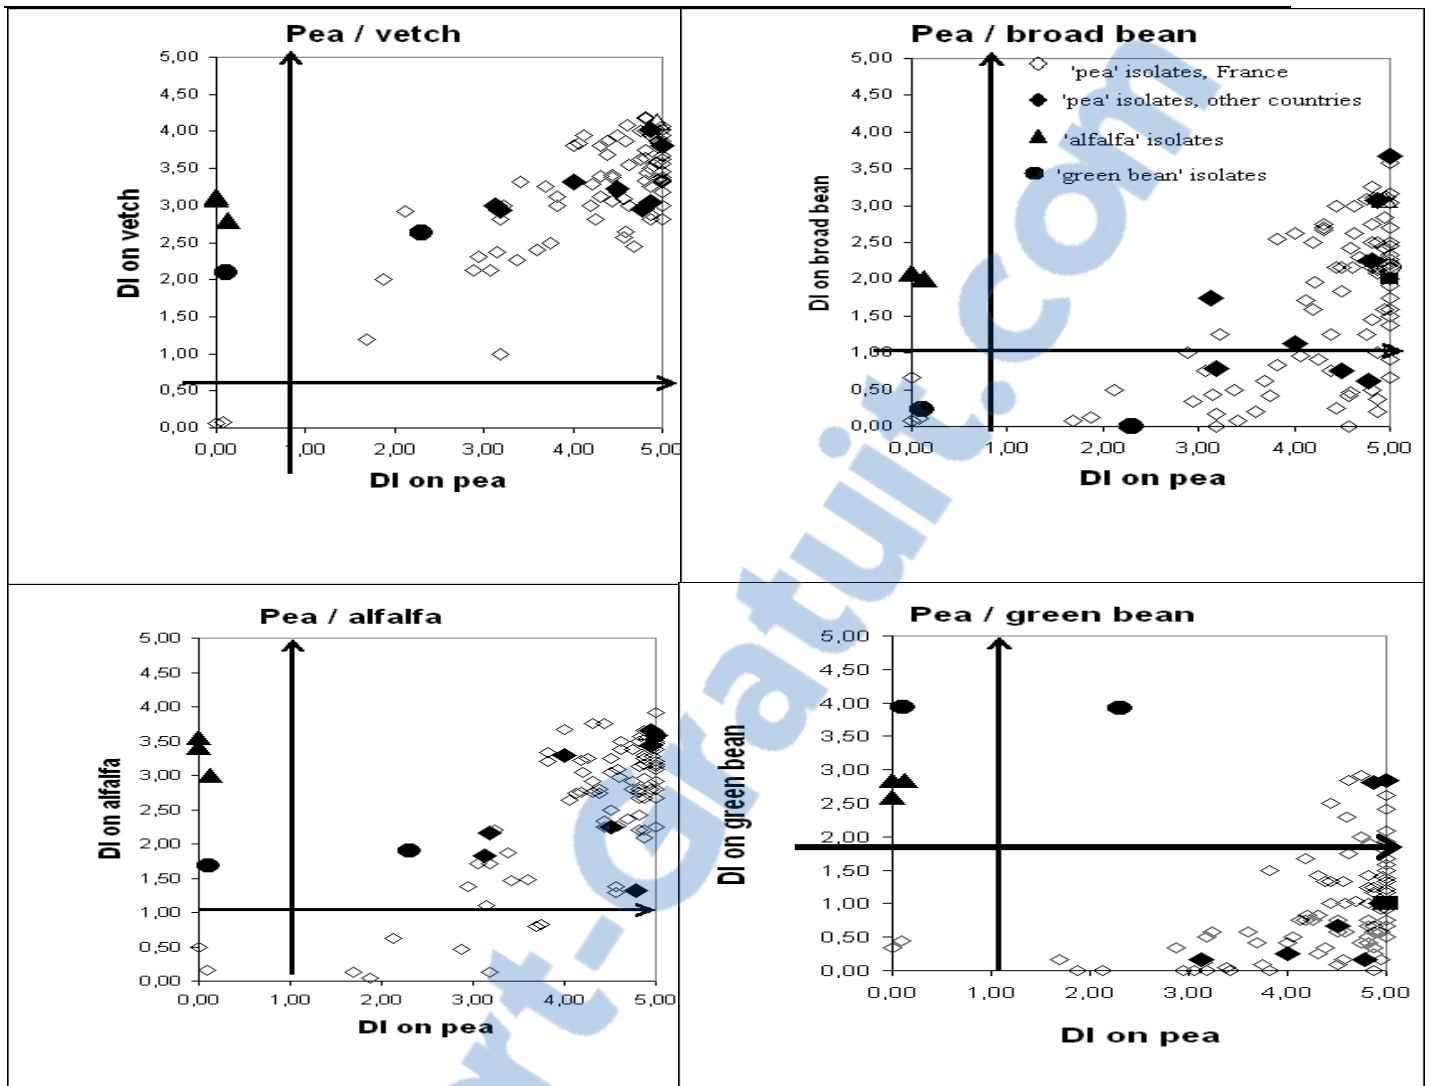 Pea / vetch
5,00
4,50
4,00
3,50
3,00
2,50
2,00
1,50
1,00
0,50
0,00
DI on vetch
0,00 1,00 2,00 3,00 4,00 5,00
DI on pea
Pea / broad bean
5,00
4,50
4,00
3,50
3,00
2,50
2,00
1,50
1,00
0,50
0,00
DI on broad bean
'pea' isolates, France
'pea' isolates, other countries
'alfalfa' isolates
'green bean' isolates
0,00 1,00 2,00 3,00 4,00 5,00
DI on pea
Pea / alfalfa
5,00
4,50
4,00
3,50
3,00
2,50
2,00
1,50
1,00
0,50
0,00
DI on alfalfa
0,00 1,00 2,00 3,00 4,00 5,00
DI on pea
Pea / green bean
5,00
4,50
4,00
3,50
3,00
2,50
2,00
1,50
1,00
0,50
0,00
DI on green bean
0,00 1,00 2,00 3,00 4,00 5,00
DI on pea
rt-Gratuit.com